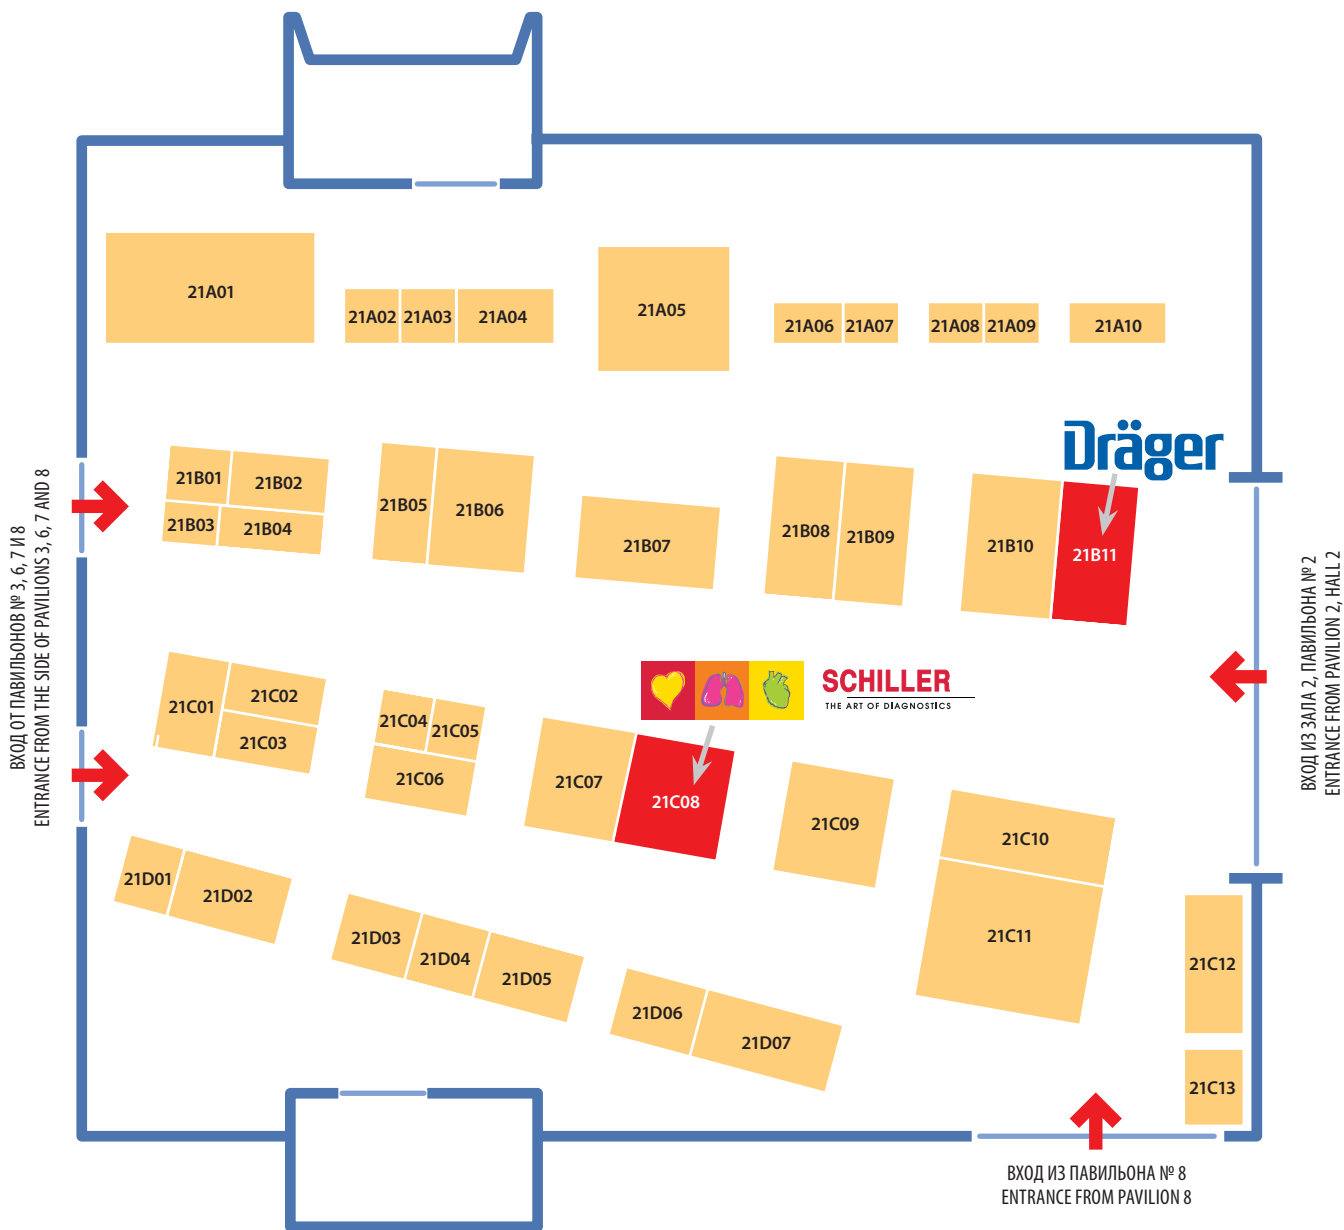 21A01
21A02
21A03
21A04
21A05
21A06
21A07
21A08
21A09
21A10
Dräger
21B01
21B02
21B03
21B04
21B05
21B06
21B07
21B08
21B09
21B10
21B11
ВХОД ОТ ПАВИЛЬОНОВ № 3, 6, 7 И 8
ENTRANCE FROM THE SIDE OF PAVILIONS 3, 6, 7 AND 8
ВХОД ИЗ ЗАЛА 2, ПАВИЛЬОНА № 2
ENTRANCE FROM PAVILION 2, HALL 2
SCHILLER
THE ART OF DIAGNOSTICS
21C01
21C02
21C03
21C04
21C05
21C06
21C07
21C08
21C09
21C10
21C11
21C12
21C13
21D01
21D02
21D03
21D04
21D05
21D06
21D07
ВХОД ИЗ ПАВИЛЬОНА № 8
ENTRANCE FROM PAVILION 8